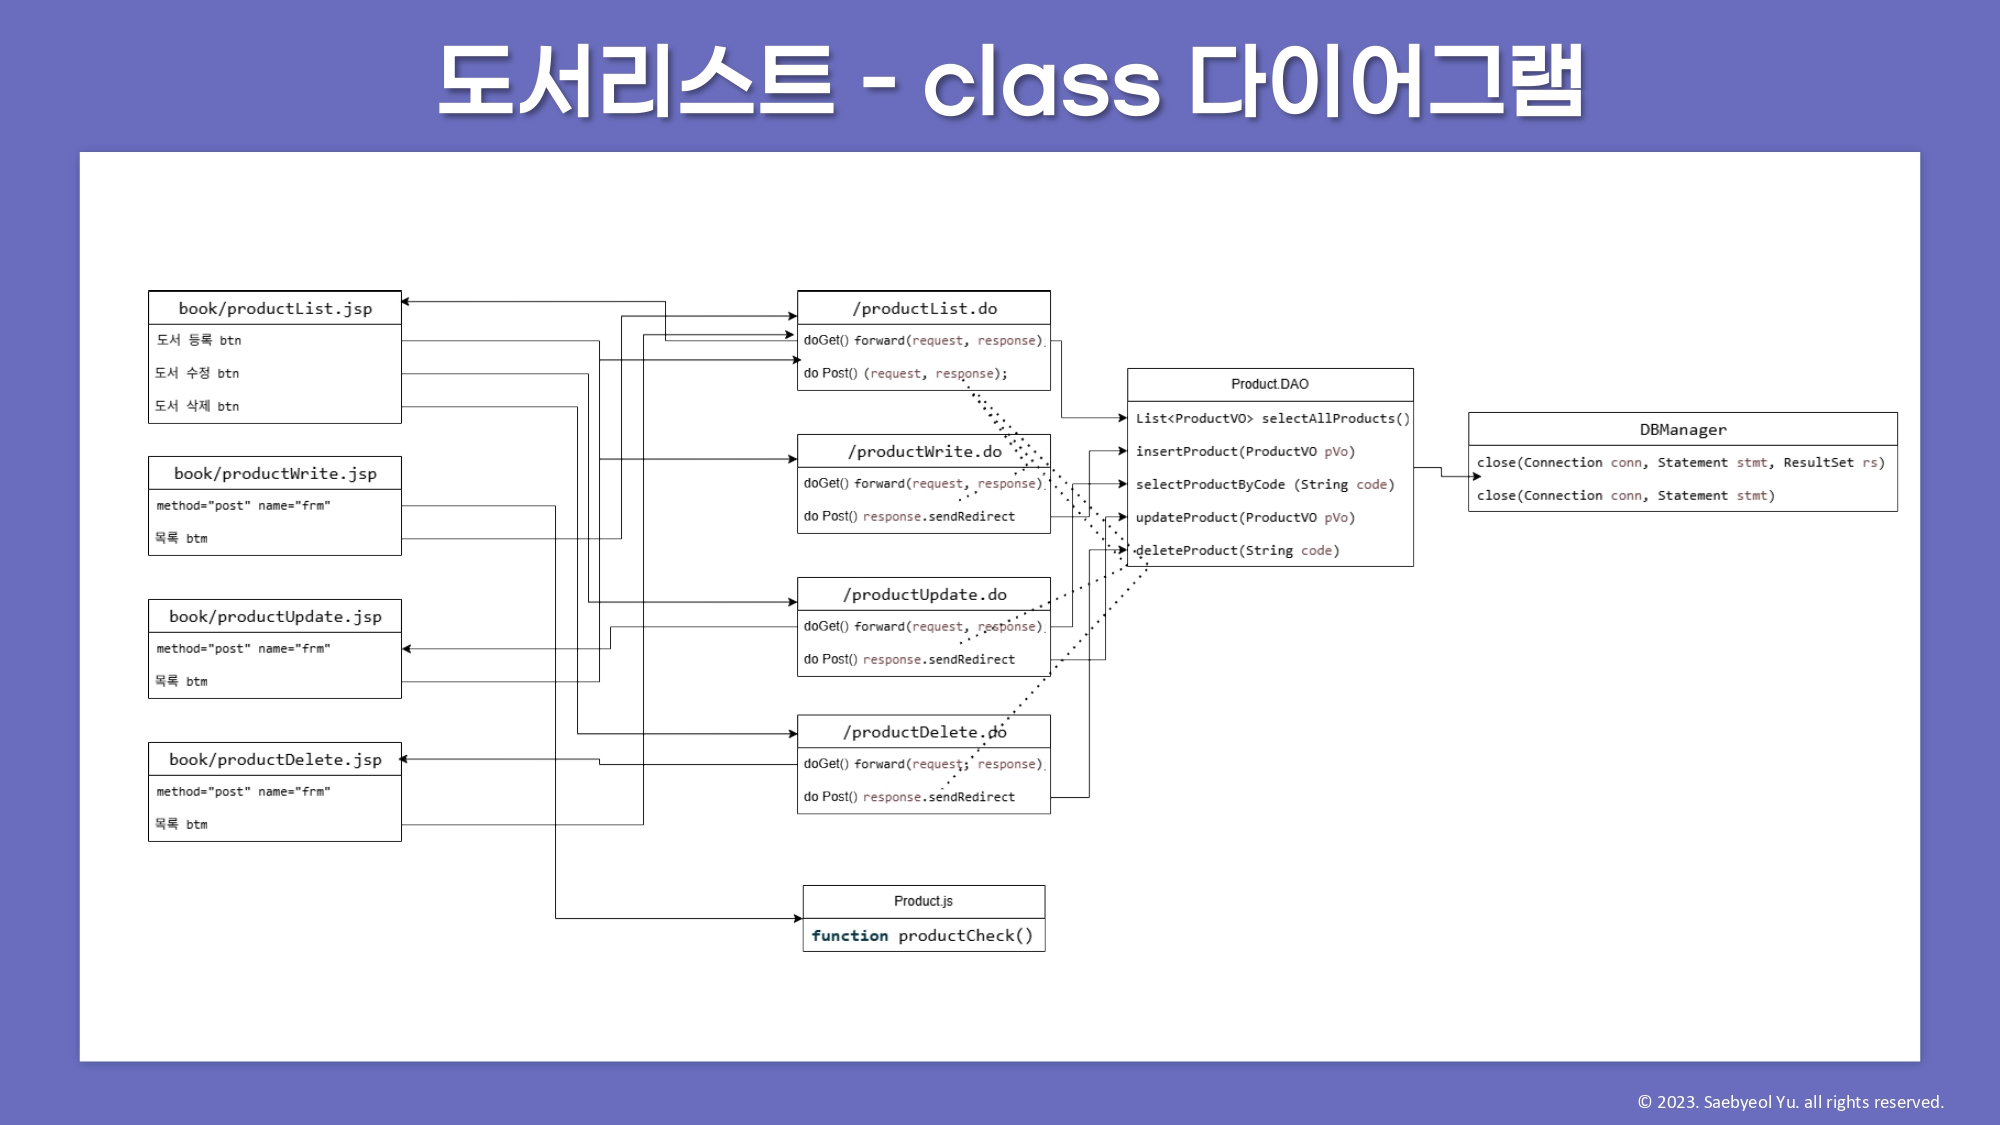 도서리스트 - class 다이어그램
book/productList.jsp
도서 등록 btn
도서 수정 btn
도서 삭제 btn
book/productWrite.jsp
method="post" name="frm"
목록 btm
book/productUpdate.jsp
method="post" name="frm"
목록 btm
book/productDelete.jsp
method="post" name="frm"
목록 btm
/productList.do
doGet() forward(request, response);
do Post() (request, response);
/productWrite.do
doGet() forward(request, response);
do Post() response.sendRedirect
/productUpdate.do
doGet() forward(request, response);
do Post() response.sendRedirect
/productDelete.do
doGet() forward(request, response);
do Post() response.sendRedirect
Product.js
function productCheck()
Product.DAO
List<ProductVO> selectAllProducts()
insertProduct(ProductVO pVo)
selectProductByCode (String code)
updateProduct(ProductVO pVo)
deleteProduct(String code)
DBManager
close(Connection conn, Statement stmt, ResultSet rs)
close(Connection conn, Statement stmt)
© 2023. Saebyeol Yu. all rights reserved.